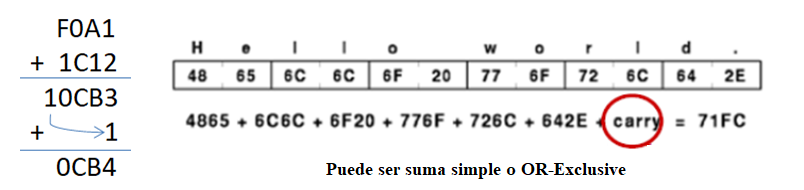 F0A1
+ 1C12
10CB3
+ 1
0CB4
H e l l o w o r l d .
48 65 6C 6C 6F 20 77 6F 72 6C 64 2E
4865 + 6C6C + 6F20 + 776F + 726C + 642E + carry = 71FC
Puede ser suma simple o OR-Exclusive